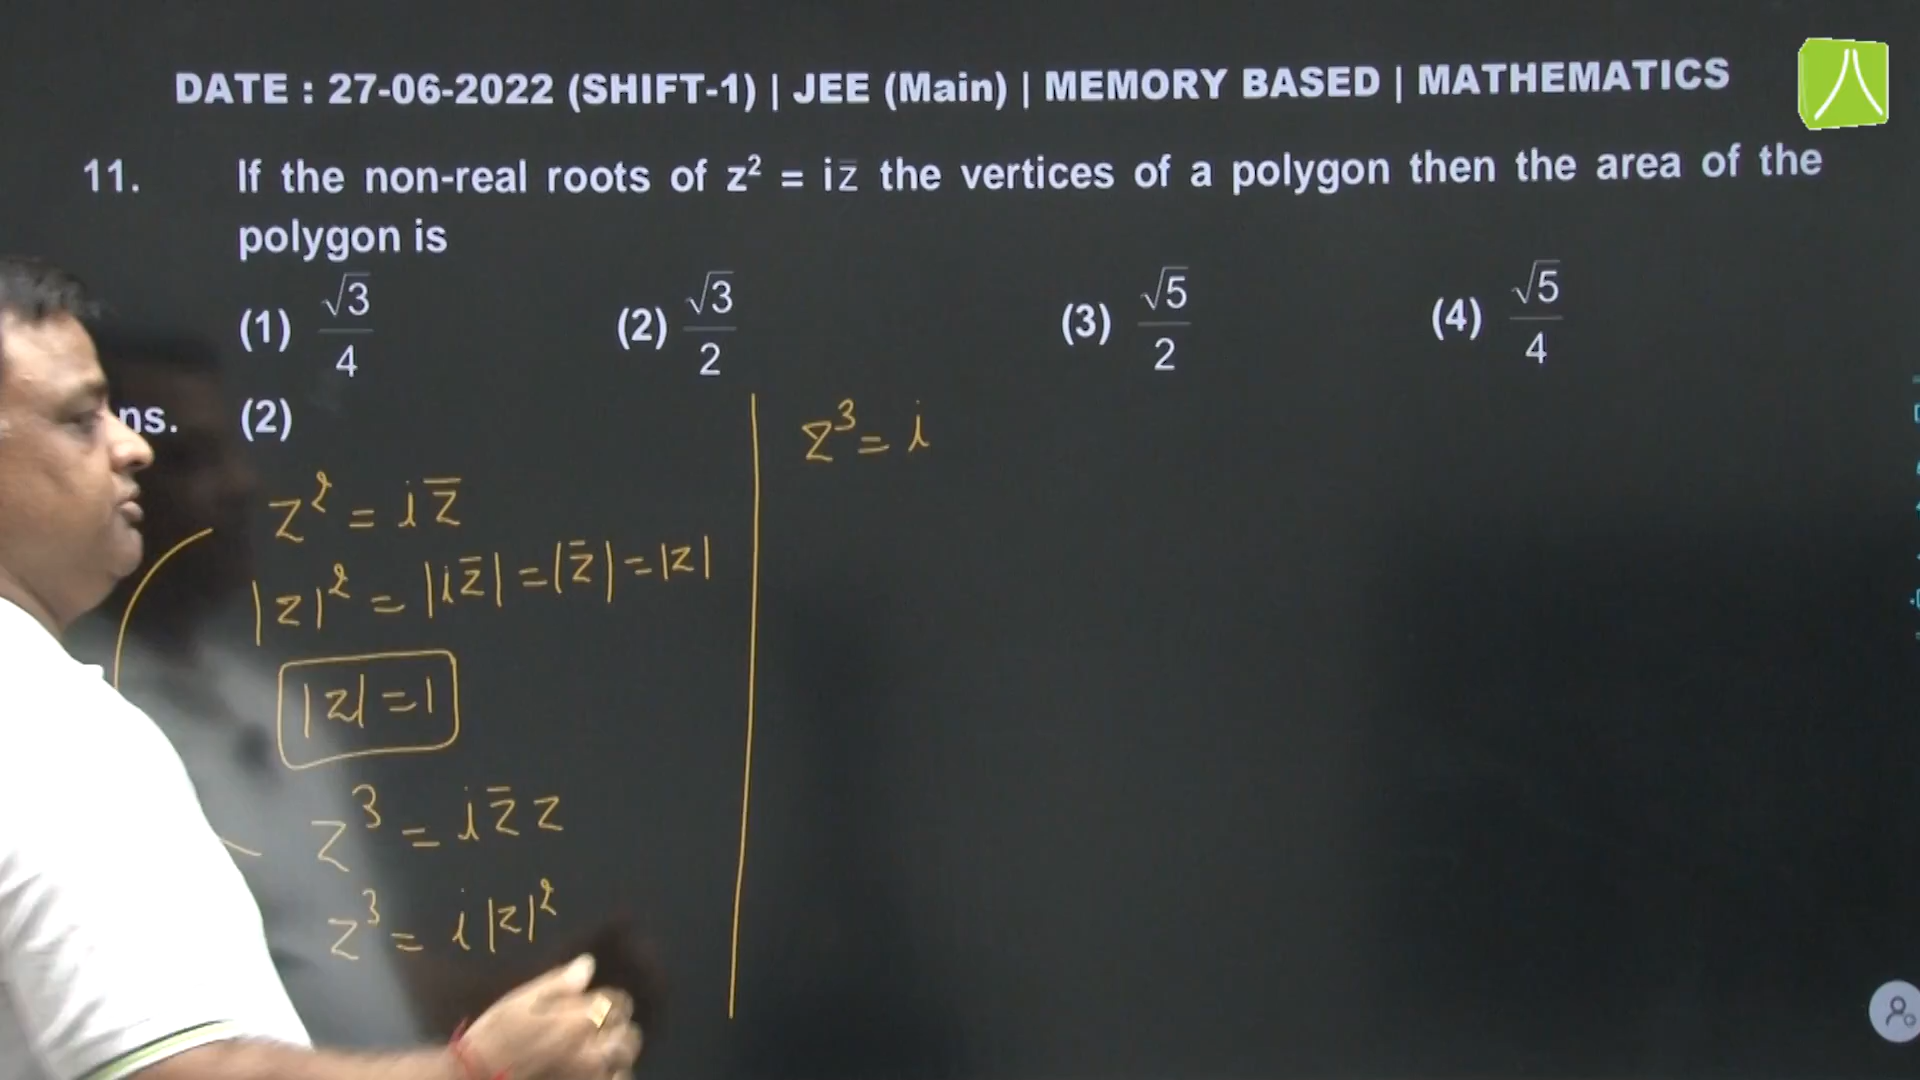 DATE : 27-06-2022 (SHIFT-1) | JEE (Main) | MEMORY BASED | MATHEMATICS
11. If the non-real roots of z² = iz̄ the vertices of a polygon then the area of the
polygon is
(1) √3/4 (2) √3/2 (3) √5/2 (4) √5/4
ns. (2)
z² = iz̄
|z|² = |iz̄| = |z̄| = |z|
|z| = 1
z³ = iz̄z
z³ = i|z|²
z³ = i